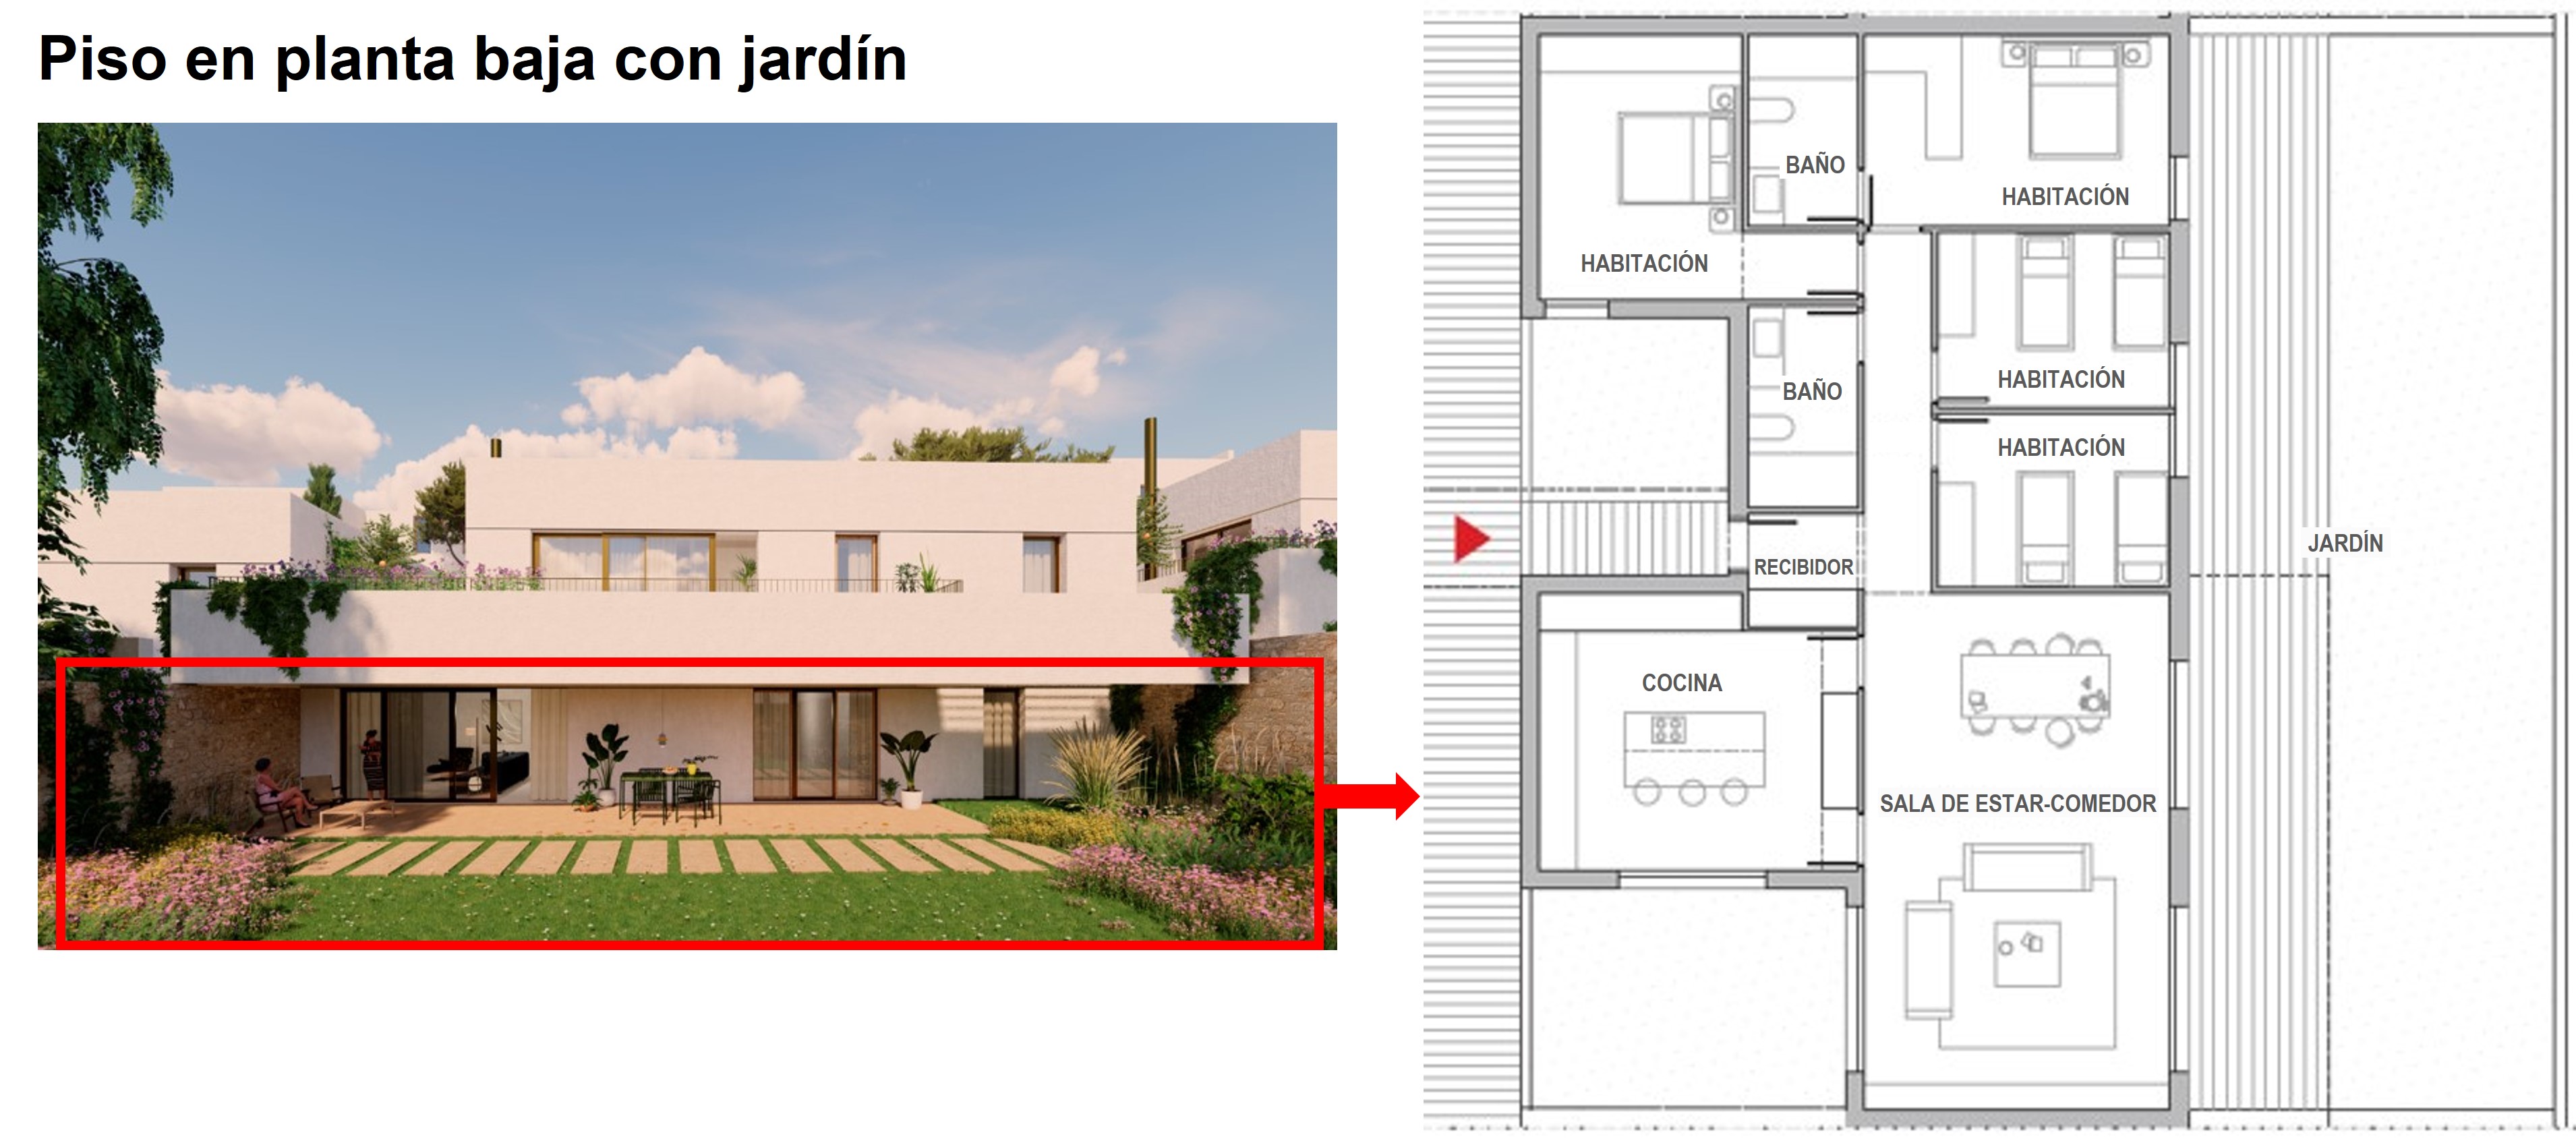 Piso en planta baja con jardín
BAÑO
HABITACIÓN
HABITACIÓN
HABITACIÓN
BAÑO
HABITACIÓN
JARDÍN
RECIBIDOR
COCINA
SALA DE ESTAR-COMEDOR